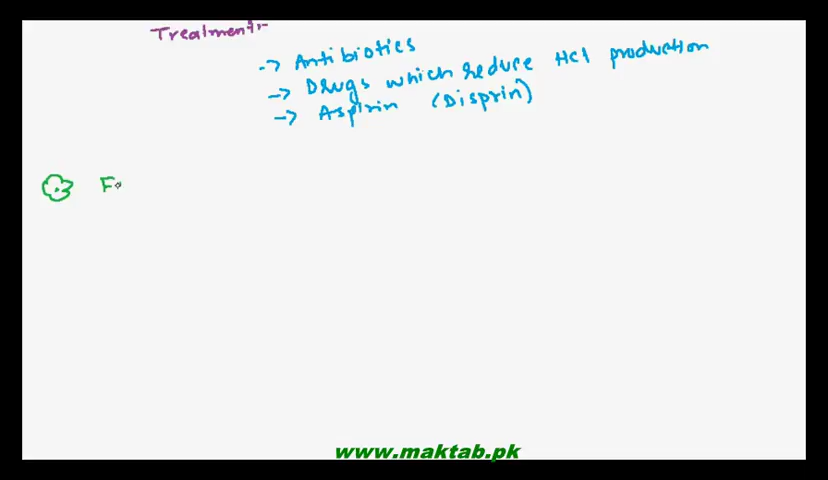 Treatment:-
-> Antibiotics
-> Drugs which reduce HCl production
-> Aspirin (Disprin)
F
www.maktab.pk